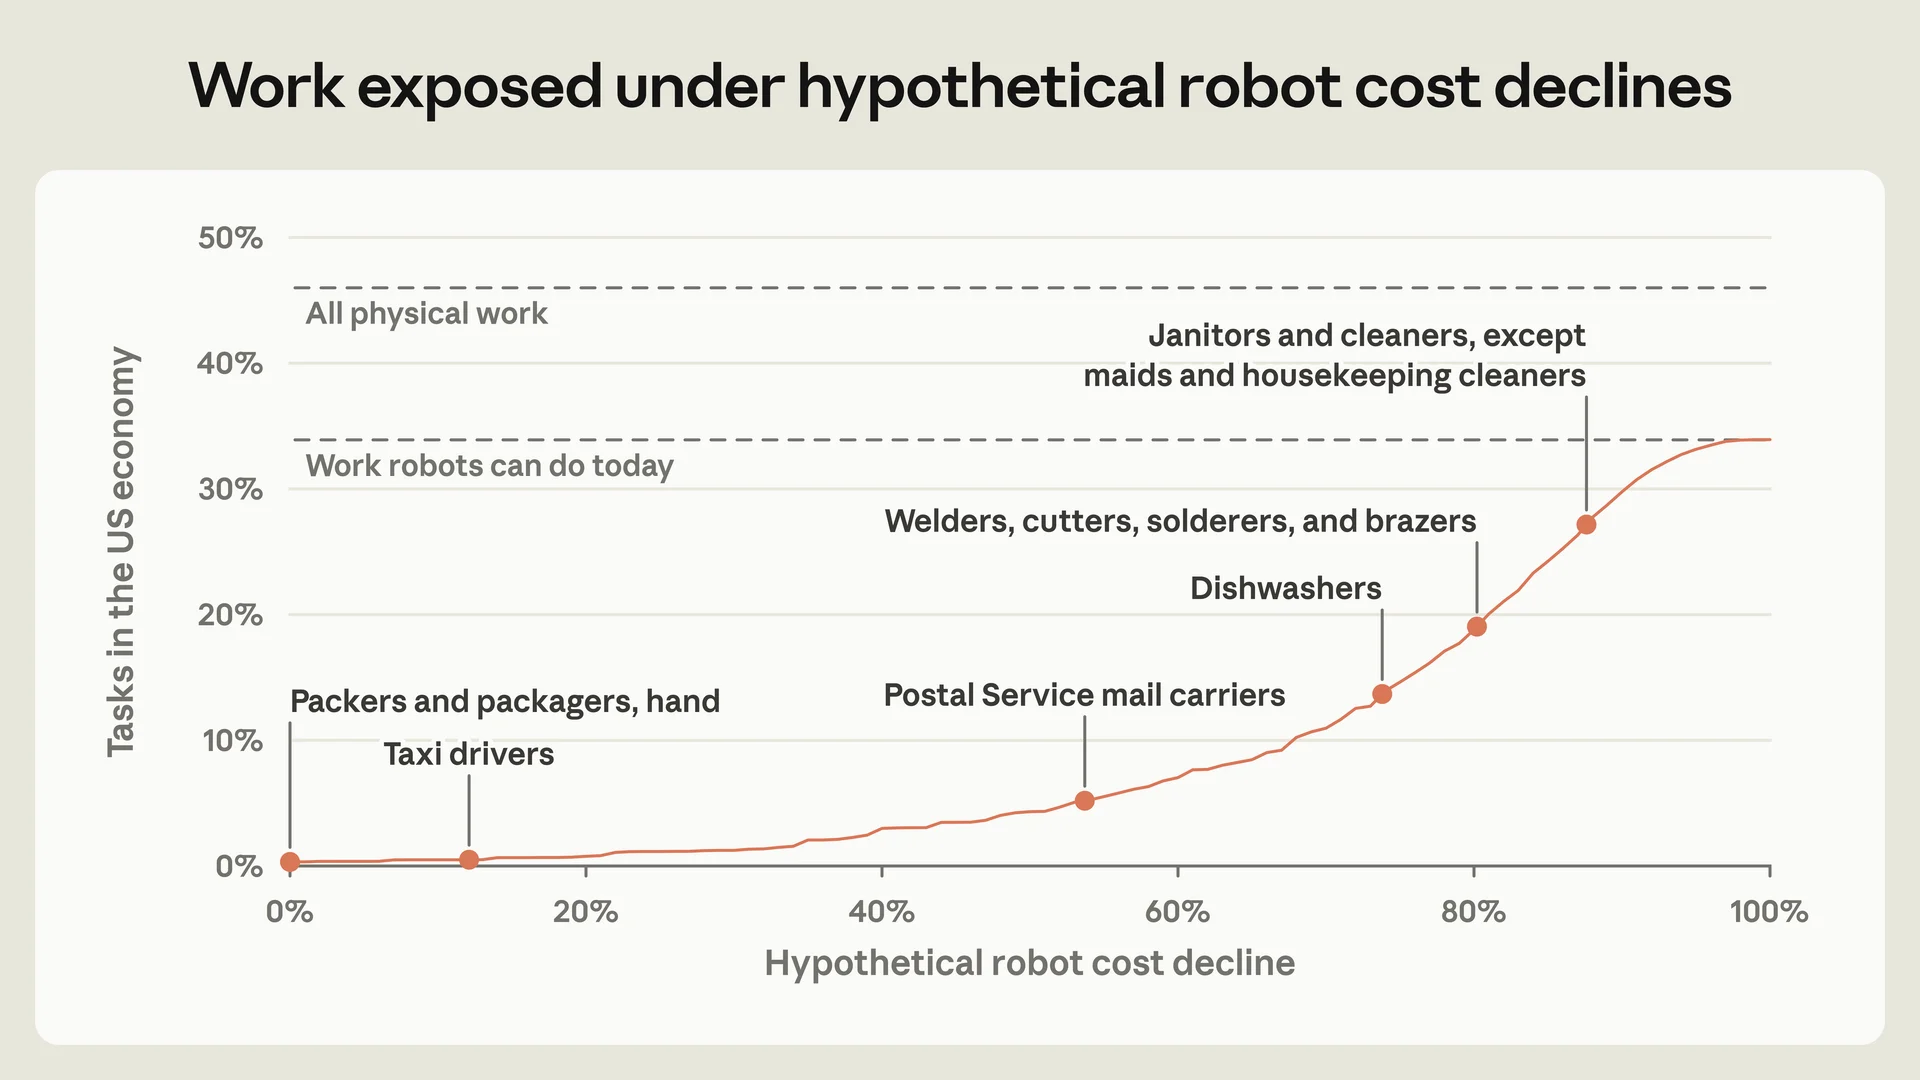 Work exposed under hypothetical robot cost declines
Tasks in the US economy
50%
All physical work
Janitors and cleaners, except
maids and housekeeping cleaners
40%
Work robots can do today
30%
Welders, cutters, solderers, and brazers
Dishwashers
20%
Packers and packagers, hand
Postal Service mail carriers
10%
Taxi drivers
0%
0%
20%
40%
60%
80%
100%
Hypothetical robot cost decline